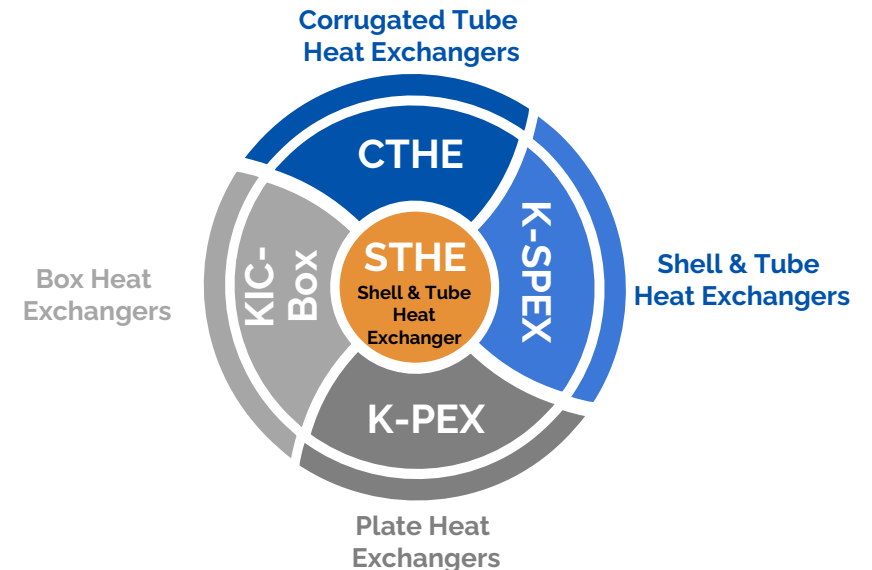 Corrugated Tube
Heat Exchangers
CTHE
K-SPEX
Shell & Tube
Heat Exchangers
STHE
Shell & Tube
Heat
Exchanger
KIC-
Box
Box Heat
Exchangers
K-PEX
Plate Heat
Exchangers